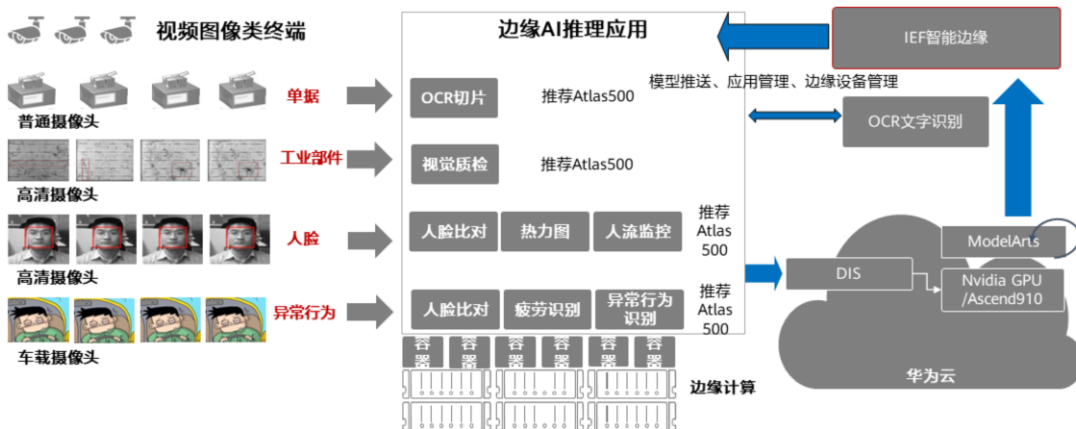 视频图像类终端
边缘AI推理应用
IEF智能边缘
模型推送、应用管理、边缘设备管理
普通摄像头
单据
OCR切片
推荐Atlas500
OCR文字识别
高清摄像头
工业部件
视觉质检
推荐Atlas500
高清摄像头
人脸
人脸比对
热力图
人流监控
推荐
Atlas
500
车载摄像头
异常行为
人脸比对
疲劳识别
异常行为
识别
推荐
Atlas
500
DIS
ModelArts
Nvidia GPU
/Ascend910
华为云
容器
容器
容器
容器
容器
容器
边缘计算